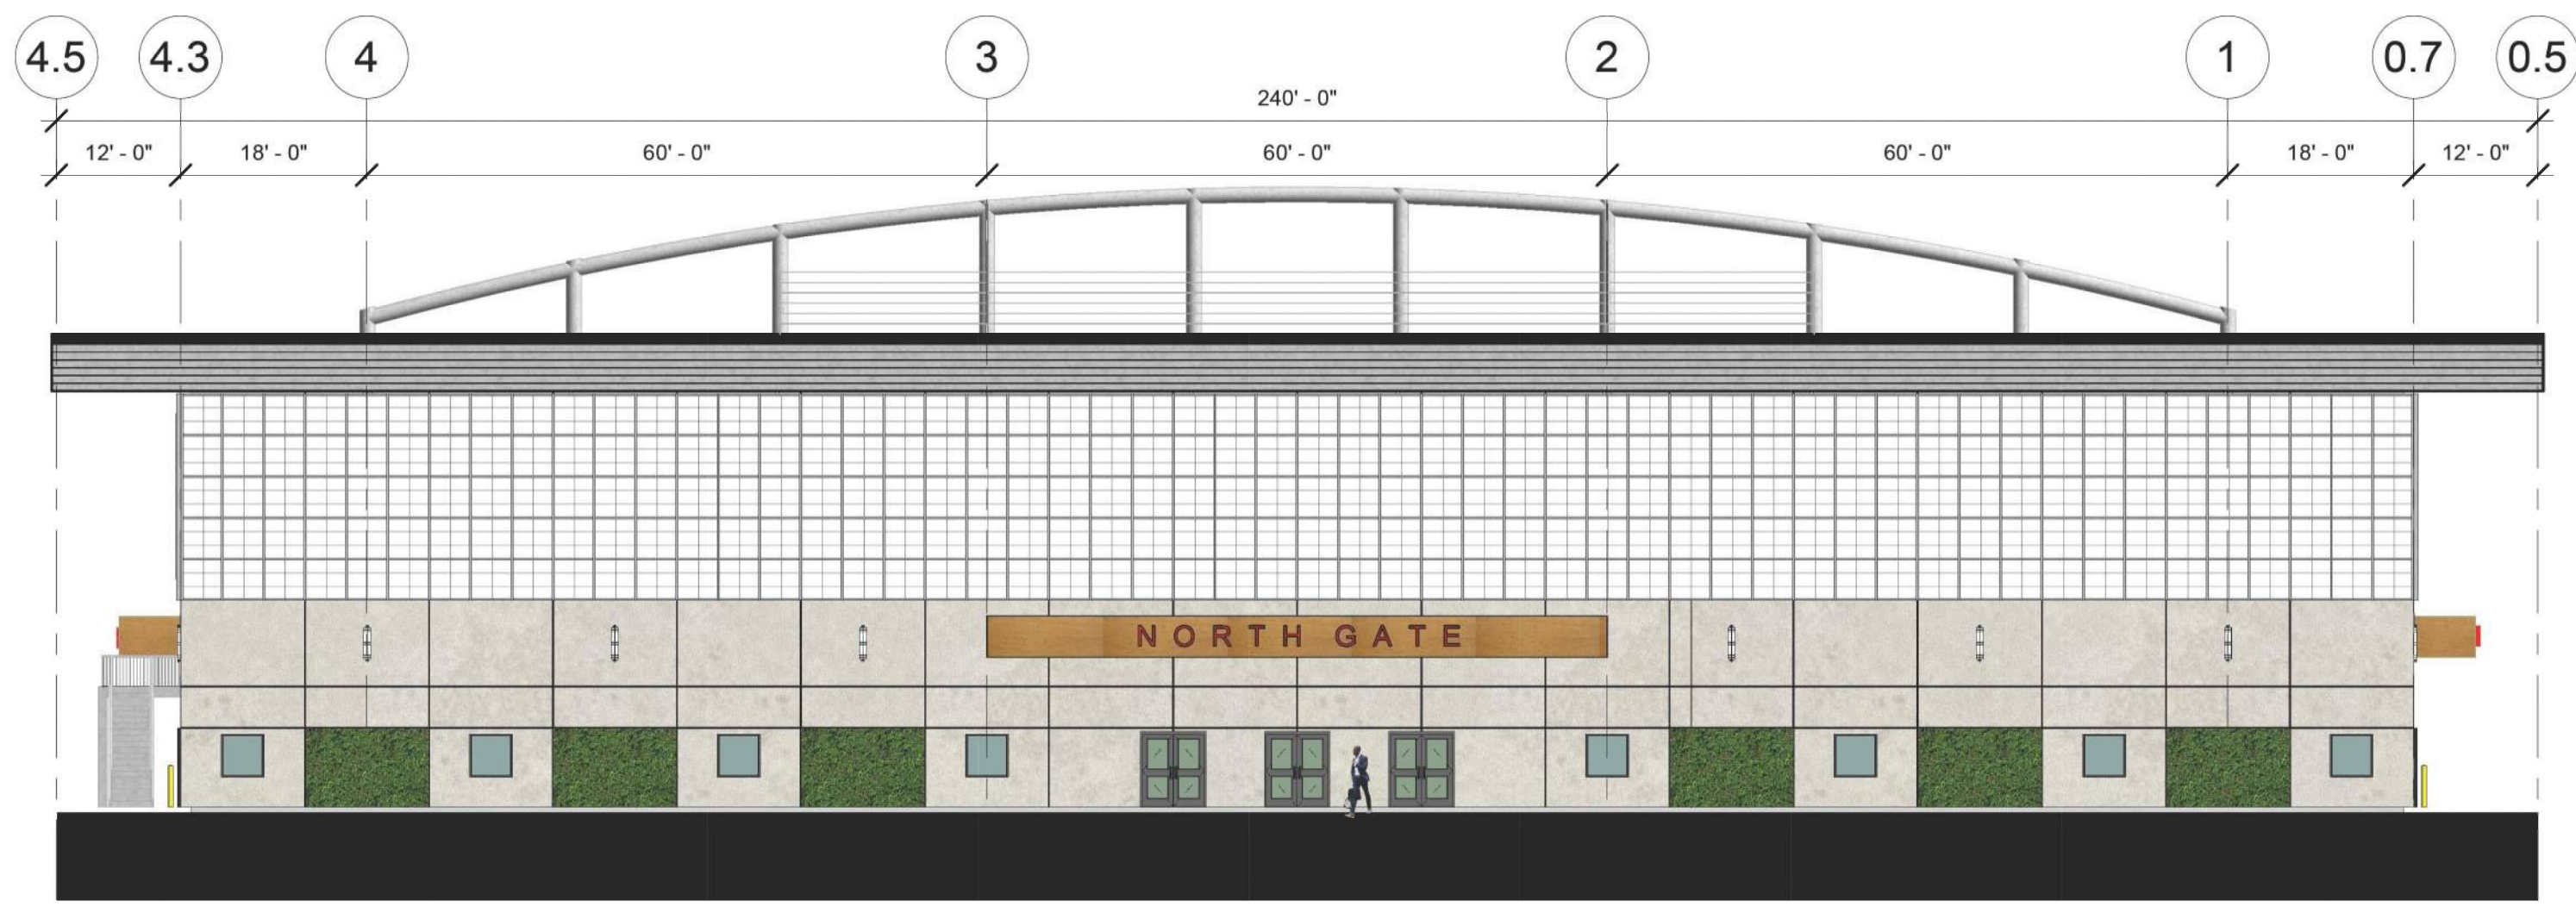 4.5 4.3 4 3 2 1 0.7 0.5
240' - 0"
12' - 0" 18' - 0" 60' - 0" 60' - 0" 60' - 0" 18' - 0" 12' - 0"
NORTH GATE